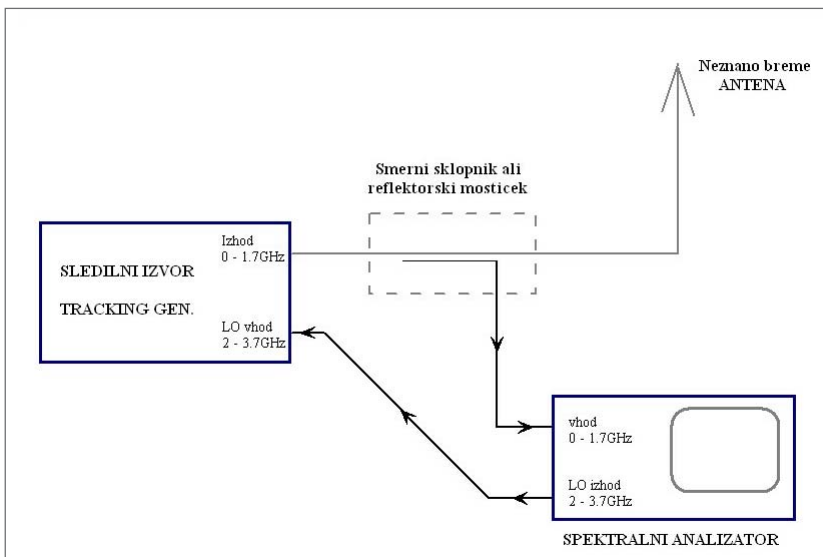 Neznano breme
ANTENA
Smerni sklopnik ali
reflektorski mosticek
Izhod
0 - 1.7GHz
SLEDILNI IZVOR
TRACKING GEN.
LO vhod
2 - 3.7GHz
vhod
0 - 1.7GHz
LO izhod
2 - 3.7GHz
SPEKTRALNI ANALIZATOR